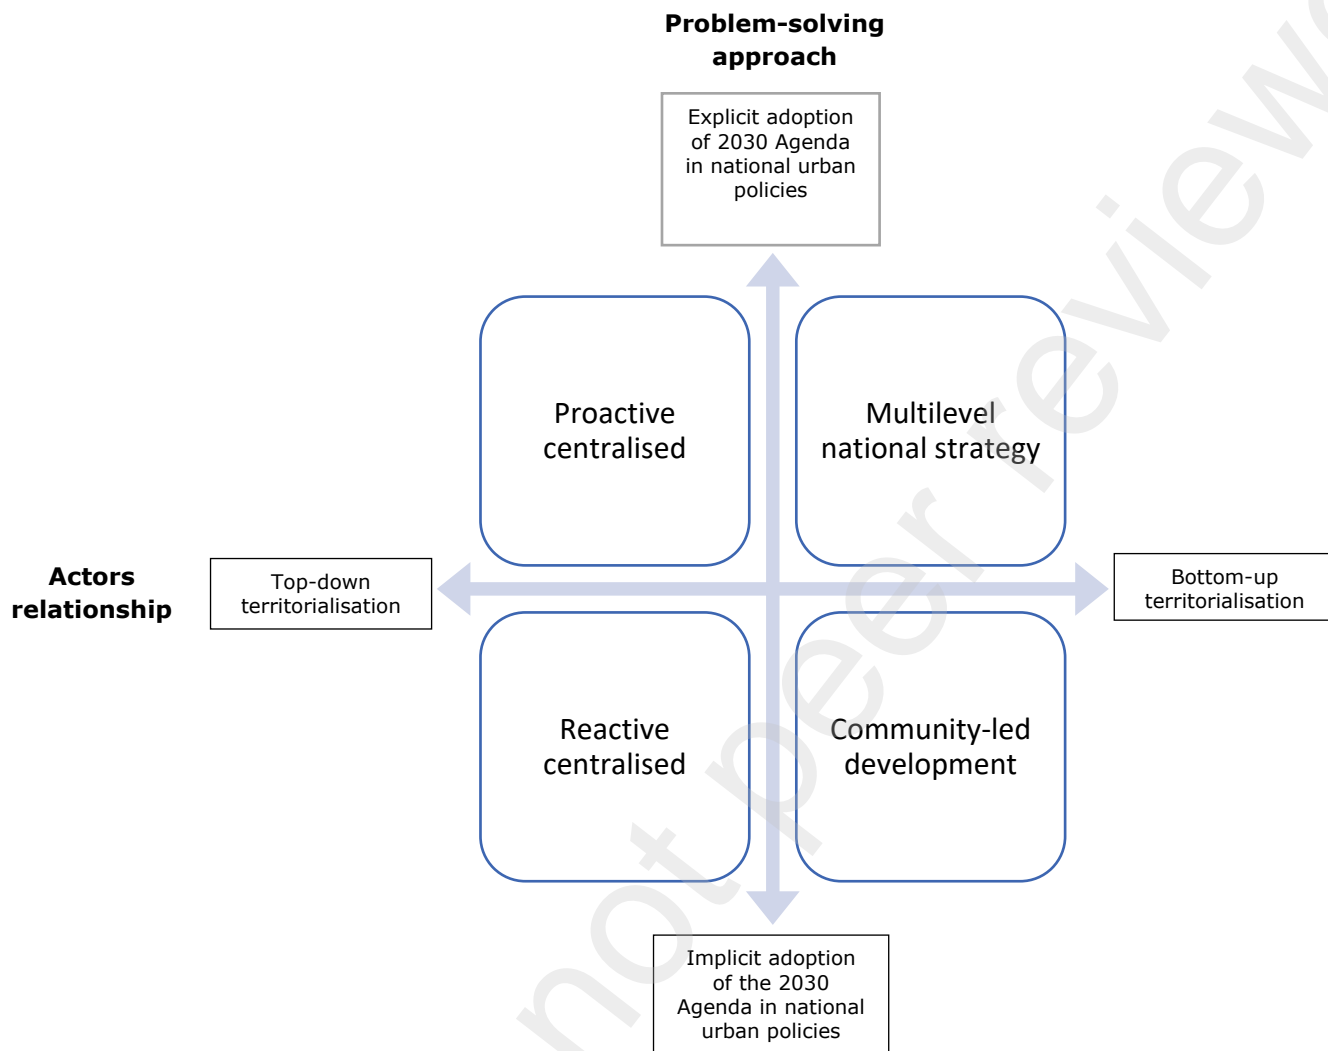 Problem-solving
approach
Explicit adoption
of 2030 Agenda
in national urban
policies
Proactive
centralised
Multilevel
national strategy
Actors
relationship
Top-down
territorialisation
Bottom-up
territorialisation
Reactive
centralised
Community-led
development
Implicit adoption
of the 2030
Agenda in national
urban policies
not peer review